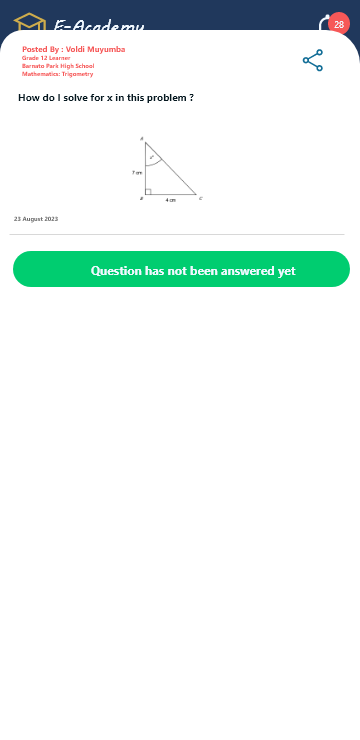 E-Academy
28
Posted By : Voldi Muyumba
Grade 12 Learner
Barnato Park High School
Mathematics: Trigometry
How do I solve for x in this problem ?
A
7 cm
B
4 cm
C
23 August 2023
Question has not been answered yet